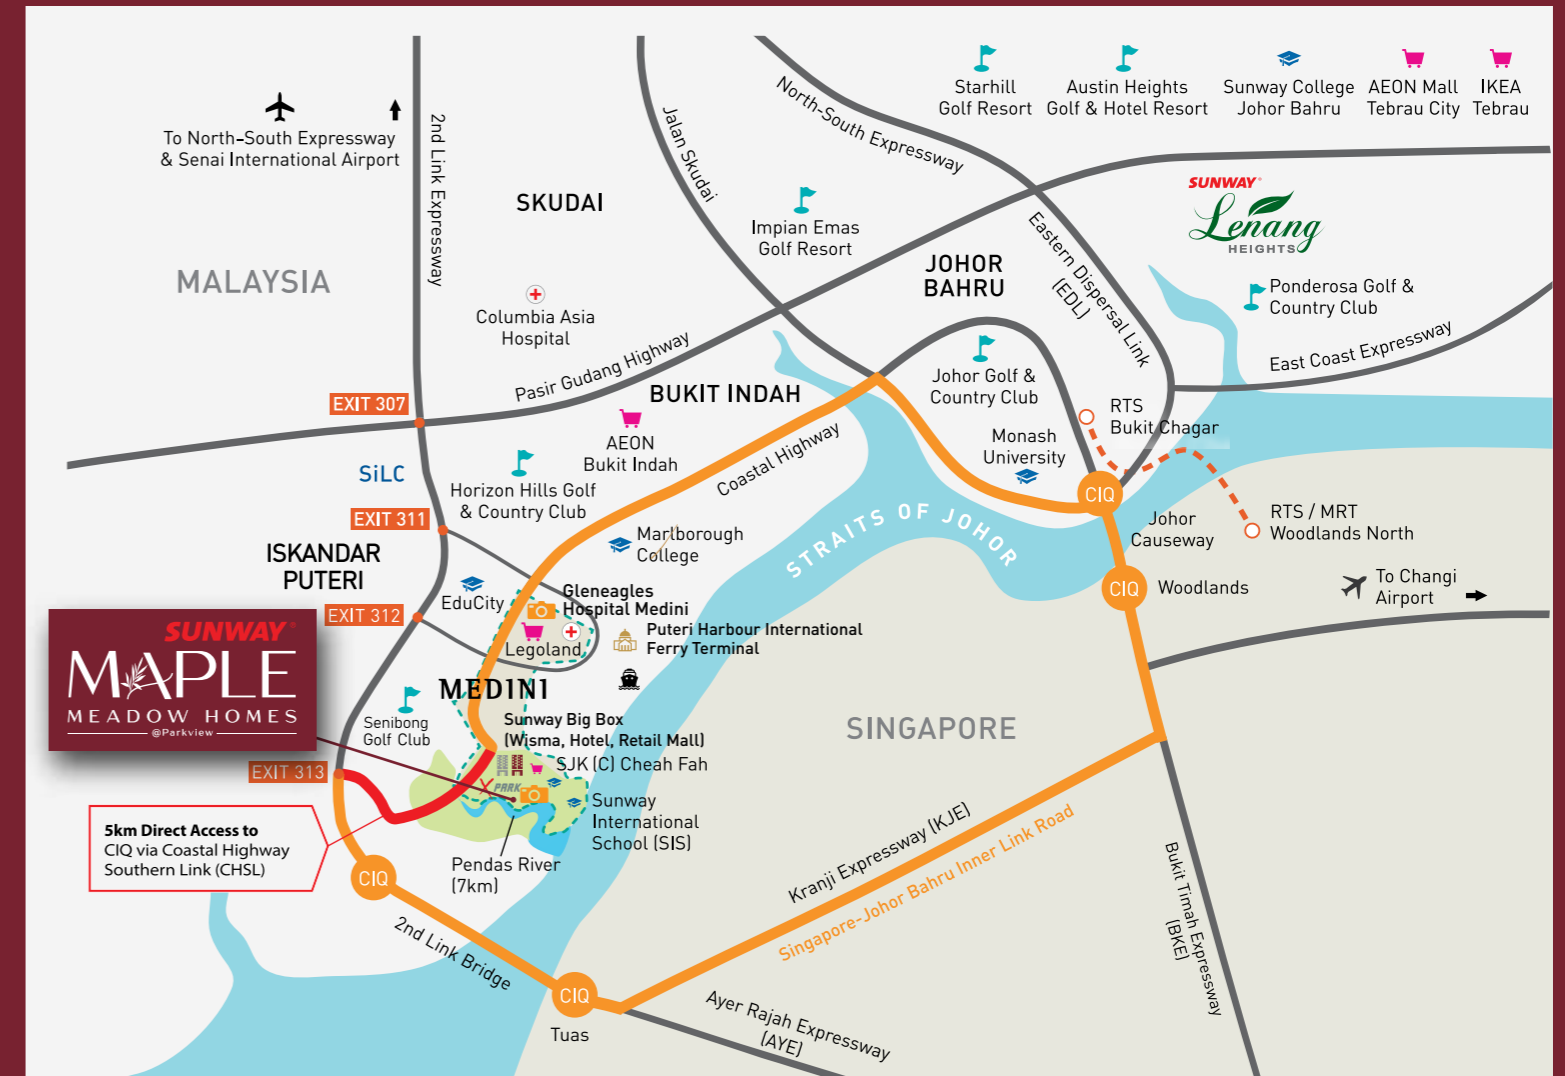 Starhill
Golf Resort
Austin Heights
Golf & Hotel Resort
Sunway College
Johor Bahru
AEON Mall
Tebrau City
IKEA
Tebrau
To North-South Expressway
& Senai International Airport
2nd Link Expressway
Jalan Skudai
North-South Expressway
SKUDAI
Impian Emas
Golf Resort
SUNWAY
Lenang
HEIGHTS
Eastern Dispersal Link
(EDL)
MALAYSIA
JOHOR
BAHRU
Ponderosa Golf &
Country Club
Columbia Asia
Hospital
East Coast Expressway
Pasir Gudang Highway
Johor Golf &
Country Club
BUKIT INDAH
EXIT 307
RTS
Bukit Chagar
AEON
Bukit Indah
Coastal Highway
Monash
University
SiLC
Horizon Hills Golf
& Country Club
CIQ
EXIT 311
STRAITS OF JOHOR
Johor
Causeway
RTS / MRT
Woodlands North
Marlborough
College
ISKANDAR
PUTERI
EduCity
Gleneagles
Hospital Medini
CIQ
Woodlands
To Changi
Airport
EXIT 312
Legoland
Puteri Harbour International
Ferry Terminal
SUNWAY
MAPLE
MEADOW HOMES
@Parkview
MEDINI
Senibong
Golf Club
Sunway Big Box
(Wisma, Hotel, Retail Mall)
SINGAPORE
SJK (C) Cheah Fah
EXIT 313
X PARK
Sunway
International
School (SIS)
5km Direct Access to
CIQ via Coastal Highway
Southern Link (CHSL)
Pendas River
(7km)
CIQ
Kranji Expressway (KJE)
Singapore-Johor Bahru Inner Link Road
Bukit Timah Expressway
(BKE)
2nd Link Bridge
CIQ
Tuas
Ayer Rajah Expressway
(AYE)